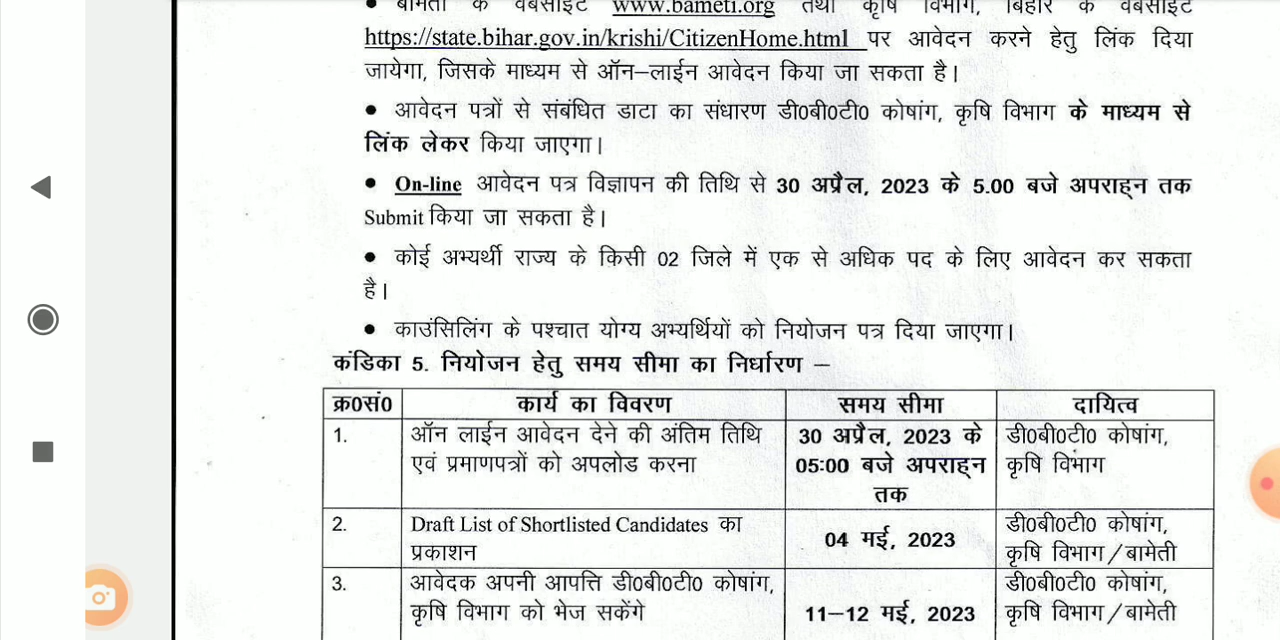 बामेती के वेबसाइट www.bameti.org तथा कृषि विभाग, बिहार के वेबसाइट
https://state.bihar.gov.in/krishi/CitizenHome.html पर आवेदन करने हेतु लिंक दिया
जायेगा, जिसके माध्यम से ऑन–लाईन आवेदन किया जा सकता है।
● आवेदन पत्रों से संबंधित डाटा का संधारण डी0बी0टी0 कोषांग, कृषि विभाग के माध्यम से
लिंक लेकर किया जाएगा।
● On-line आवेदन पत्र विज्ञापन की तिथि से 30 अप्रैल, 2023 के 5.00 बजे अपराह्न तक
Submit किया जा सकता है।
● कोई अभ्यर्थी राज्य के किसी 02 जिले में एक से अधिक पद के लिए आवेदन कर सकता
है।
● काउंसिलिंग के पश्चात योग्य अभ्यर्थियों को नियोजन पत्र दिया जाएगा।
कंडिका 5. नियोजन हेतु समय सीमा का निर्धारण –
क्र0सं0 कार्य का विवरण समय सीमा दायित्व
1. ऑन लाईन आवेदन देने की अंतिम तिथि 30 अप्रैल, 2023 के डी0बी0टी0 कोषांग,
एवं प्रमाणपत्रों को अपलोड करना 05:00 बजे अपराह्न कृषि विभाग
तक
2. Draft List of Shortlisted Candidates का 04 मई, 2023 डी0बी0टी0 कोषांग,
प्रकाशन कृषि विभाग/बामेती
3. आवेदक अपनी आपत्ति डी0बी0टी0 कोषांग, डी0बी0टी0 कोषांग,
कृषि विभाग को भेज सकेंगे 11–12 मई, 2023 कृषि विभाग/बामेती